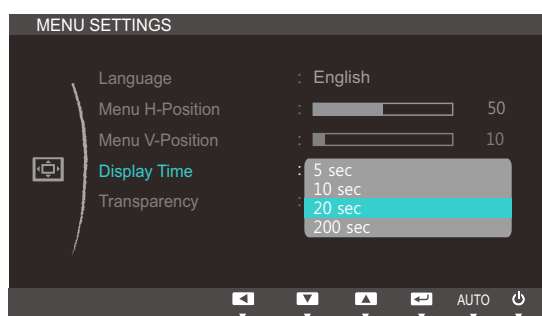 MENU SETTINGS
Language : English
Menu H-Position : 50
Menu V-Position : 10
Display Time : 5 sec
10 sec
Transparency : 20 sec
200 sec
AUTO